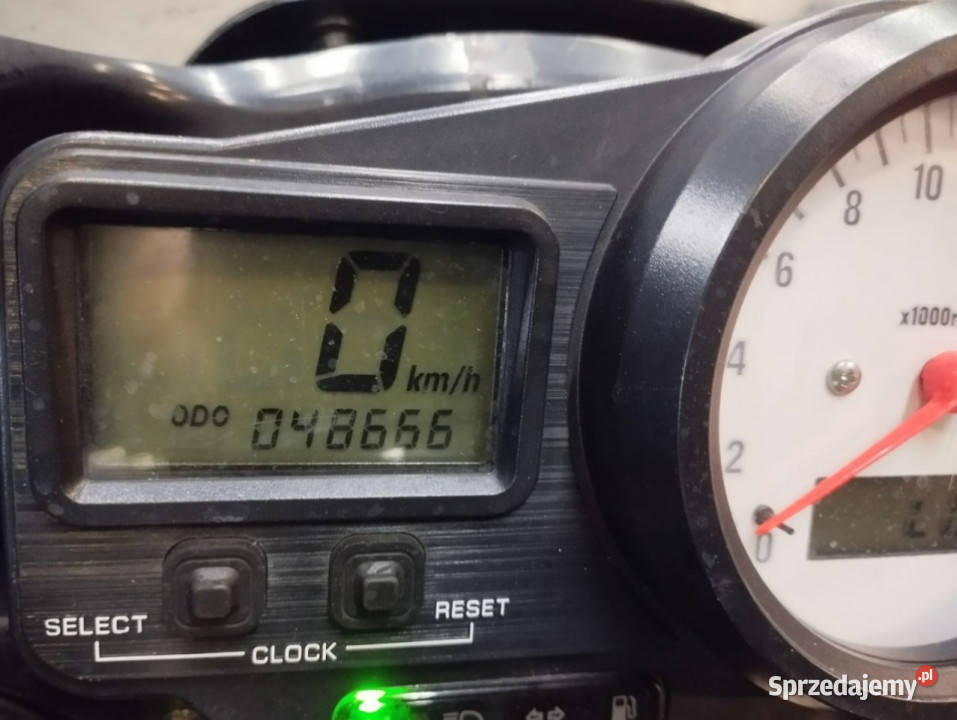 0 km/h
ODO 048666
SELECT
RESET
CLOCK
10
8
6
x1000r
4
2
0
Sprzedajemy.pl